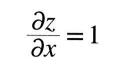 ∂z/∂x = 1